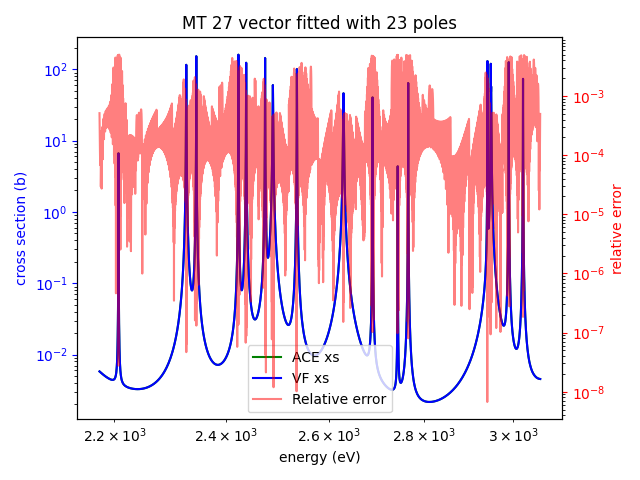 MT 27 vector fitted with 23 poles
cross section (b)
10²
10¹
10⁰
10⁻¹
10⁻²
10⁻³
10⁻⁴
10⁻⁵
10⁻⁶
10⁻⁷
10⁻⁸
relative error
ACE xs
VF xs
Relative error
2.2 × 10³ 2.4 × 10³ 2.6 × 10³ 2.8 × 10³ 3 × 10³
energy (eV)